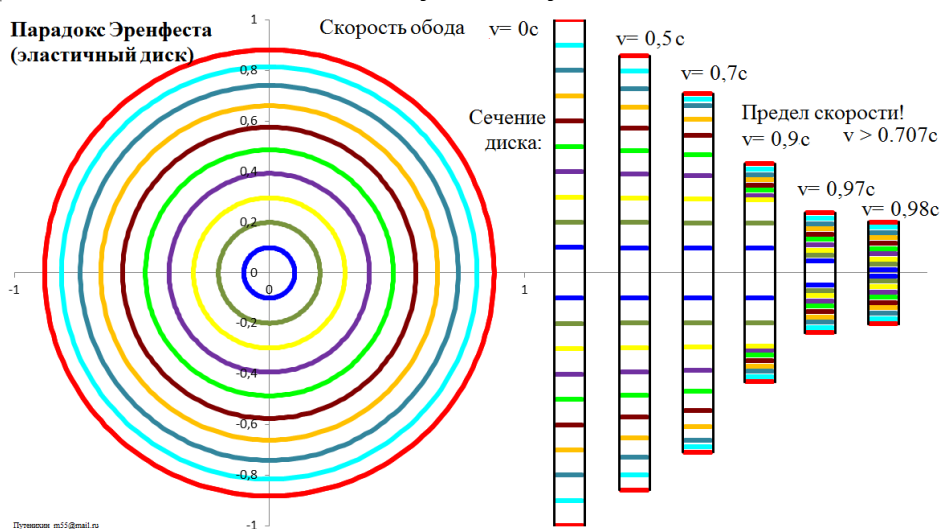 Парадокс Эренфеста
(эластичный диск)
Скорость обода
v= 0c
v= 0,5 c
v= 0,7c
Предел скорости!
v= 0,9 c
v > 0.707c
v= 0,97c
v= 0,98c
Сечение
диска:
1
0,8
0,6
0,4
0,2
0
-1
0
1
-0,2
-0,4
-0,6
-0,8
-1
Путенихин m55@mail.ru